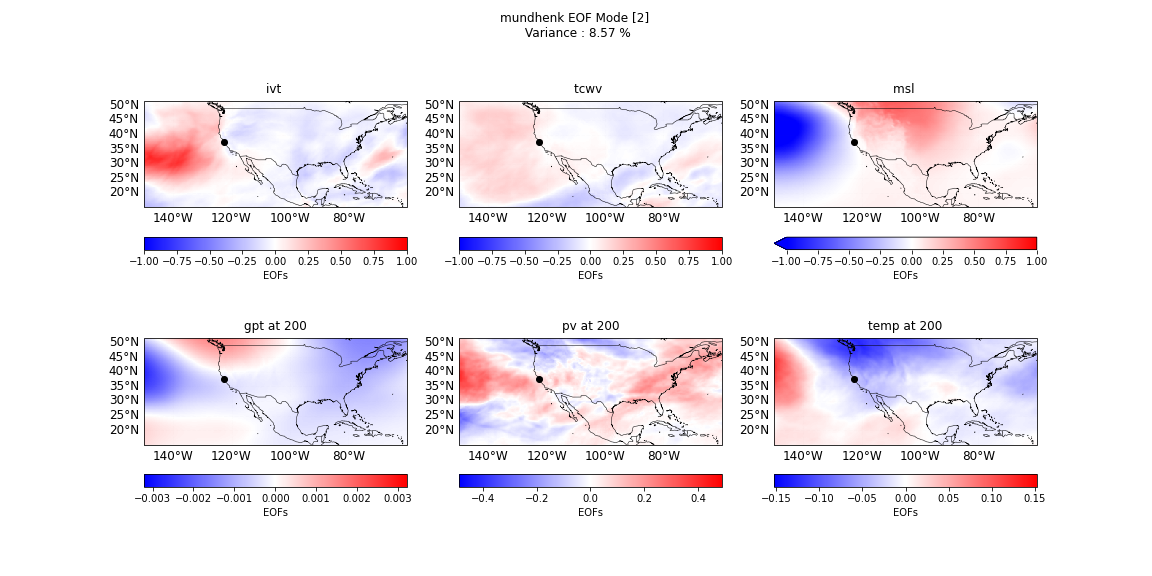 mundhenk EOF Mode [2]
Variance : 8.57 %
ivt
tcwv
msl
50°N
45°N
40°N
35°N
30°N
25°N
20°N
140°W 120°W 100°W 80°W
50°N
45°N
40°N
35°N
30°N
25°N
20°N
140°W 120°W 100°W 80°W
50°N
45°N
40°N
35°N
30°N
25°N
20°N
140°W 120°W 100°W 80°W
−1.00 −0.75 −0.50 −0.25 0.00 0.25 0.50 0.75 1.00
EOFs
−1.00 −0.75 −0.50 −0.25 0.00 0.25 0.50 0.75 1.00
EOFs
−1.00 −0.75 −0.50 −0.25 0.00 0.25 0.50 0.75 1.00
EOFs
gpt at 200
pv at 200
temp at 200
50°N
45°N
40°N
35°N
30°N
25°N
20°N
140°W 120°W 100°W 80°W
50°N
45°N
40°N
35°N
30°N
25°N
20°N
140°W 120°W 100°W 80°W
50°N
45°N
40°N
35°N
30°N
25°N
20°N
140°W 120°W 100°W 80°W
−0.003 −0.002 −0.001 0.000 0.001 0.002 0.003
EOFs
−0.4 −0.2 0.0 0.2 0.4
EOFs
−0.15 −0.10 −0.05 0.00 0.05 0.10 0.15
EOFs